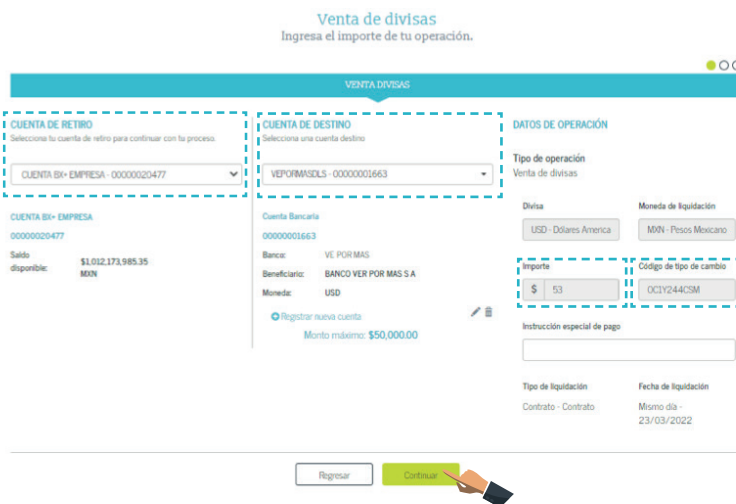 Venta de divisas
Ingresa el importe de tu operación.
VENTA DIVISAS
CUENTA DE RETIRO
Selecciona tu cuenta de retiro para continuar con tu proceso.
CUENTA BX+ EMPRESA - 00000020477
CUENTA BX+ EMPRESA
00000020477
Saldo disponible: $1,012,173,985.35 MXN
CUENTA DE DESTINO
Selecciona una cuenta destino
VEPORMASDLS - 00000001663
Cuenta Bancaria
00000001663
Banco: VE POR MAS
Beneficiario: BANCO VER POR MAS S A
Moneda: USD
Registrar nueva cuenta
Monto máximo: $50,000.00
DATOS DE OPERACIÓN
Tipo de operación
Venta de divisas
Divisa
USD - Dólares America
Moneda de liquidación
MXN - Pesos Mexicano
Importe
$ 53
Código de tipo de cambio
OC1Y244CSM
Instrucción especial de pago
Tipo de liquidación
Contrato - Contrato
Fecha de liquidación
Mismo día -
23/03/2022
Regresar
Continuar